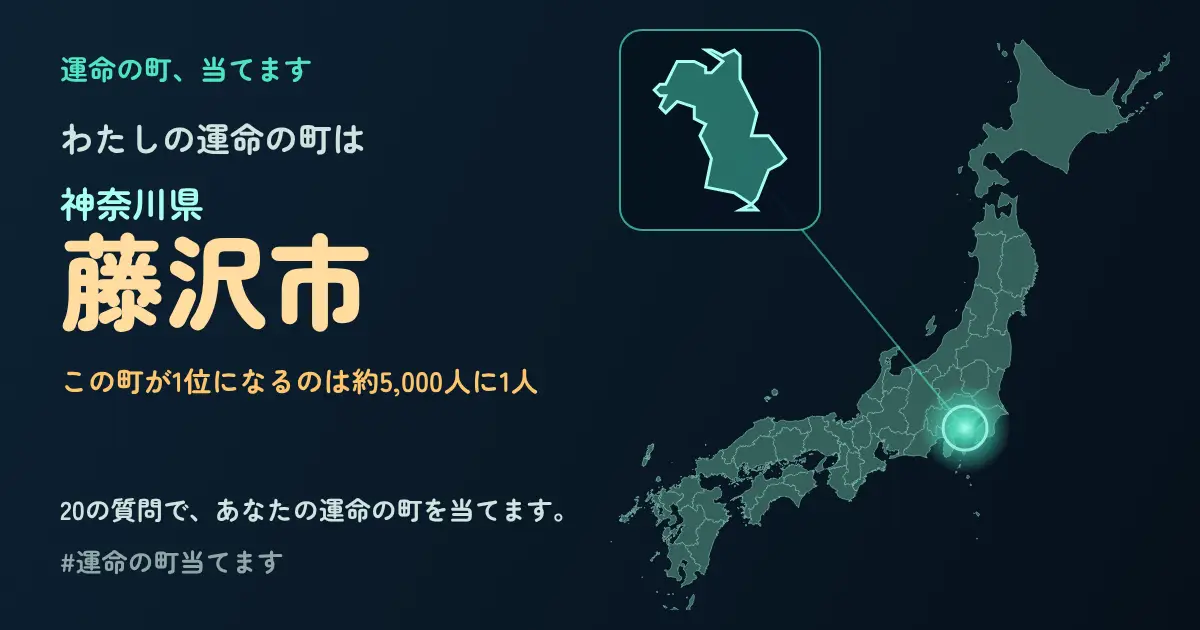 運命の町、当てます
わたしの運命の町は
神奈川県
藤沢市
この町が1位になるのは約5,000人に1人
20の質問で、あなたの運命の町を当てます。
#運命の町当てます